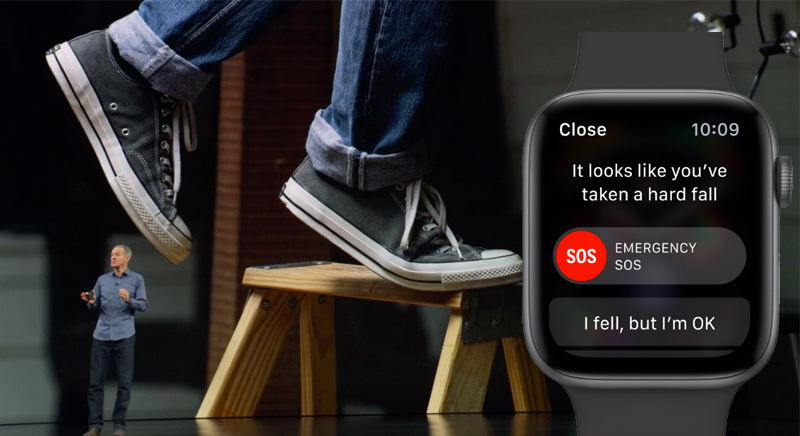 Close 10:09
It looks like you've
taken a hard fall
SOS EMERGENCY
SOS
I fell, but I'm OK